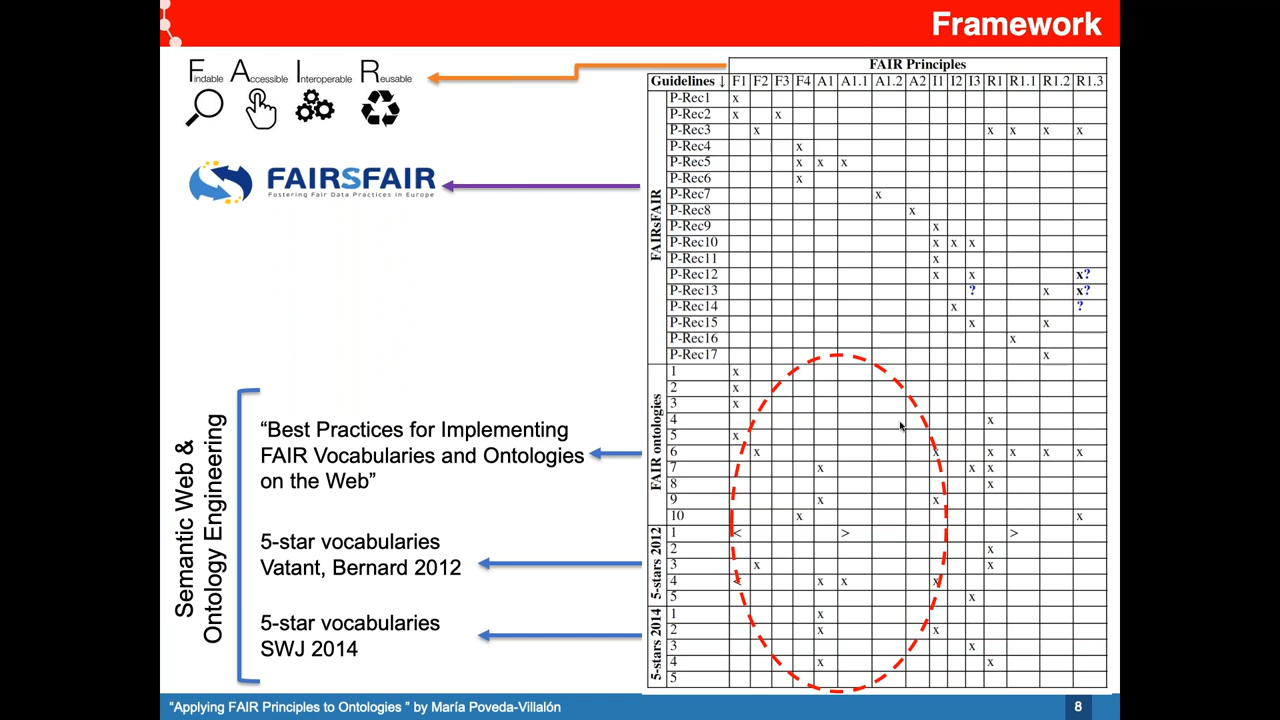 Framework
Findable Accessible Interoperable Reusable
FAIRSFAIR
Fostering Fair Data Practices in Europe
Semantic Web &
Ontology Engineering
“Best Practices for Implementing
FAIR Vocabularies and Ontologies
on the Web”
5-star vocabularies
Vatant, Bernard 2012
5-star vocabularies
SWJ 2014
FAIR Principles
Guidelines ↓ F1 F2 F3 F4 A1 A1.1 A1.2 A2 I1 I2 I3 R1 R1.1 R1.2 R1.3
FAIRsFAIR
P-Rec1 x
P-Rec2 x x
P-Rec3 x x x x x
P-Rec4 x
P-Rec5 x x x
P-Rec6 x
P-Rec7 x
P-Rec8 x
P-Rec9 x
P-Rec10 x x x
P-Rec11 x
P-Rec12 x x x?
P-Rec13 ? x x?
P-Rec14 x ?
P-Rec15 x x
P-Rec16 x
P-Rec17 x
FAIR ontologies
1 x
2 x
3 x
4 x
5 x
6 x x x x x x
7 x x x
8 x
9 x x
10 x x
5-stars 2012
1 < > >
2 x
3 x x
4 < x x x
5 x
5-stars 2014
1 x
2 x x
3 x
4 x x
5
“Applying FAIR Principles to Ontologies ” by María Poveda-Villalón
8